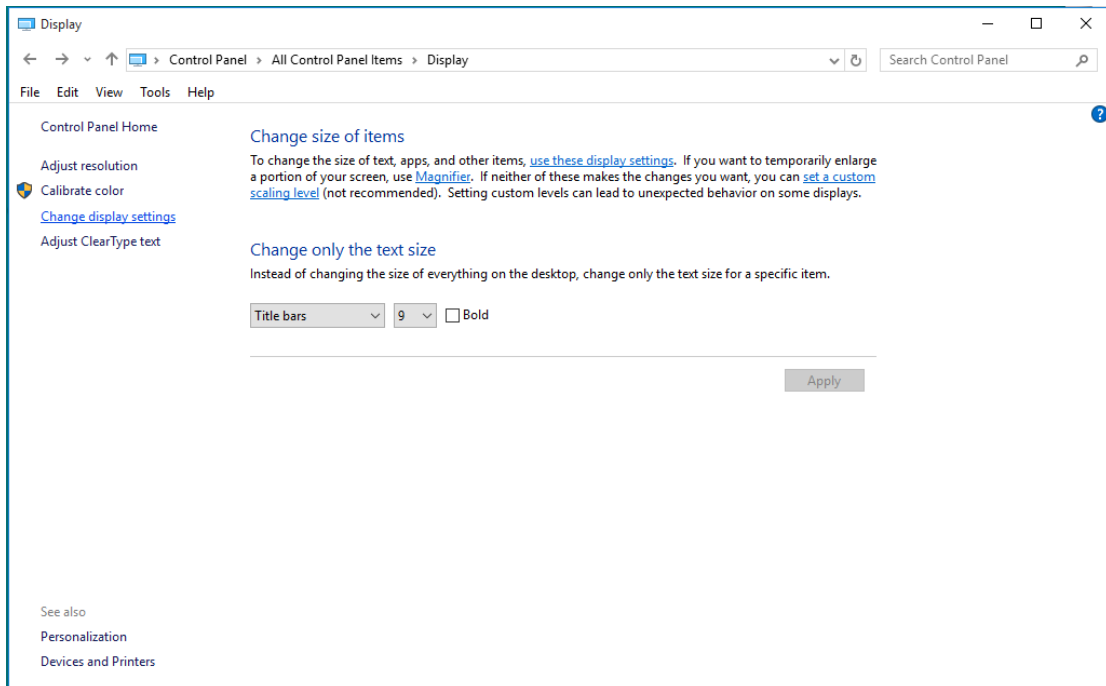 Display
Control Panel > All Control Panel Items > Display
Search Control Panel
File Edit View Tools Help
Control Panel Home
Adjust resolution
Calibrate color
Change display settings
Adjust ClearType text
Change size of items
To change the size of text, apps, and other items, use these display settings. If you want to temporarily enlarge
a portion of your screen, use Magnifier. If neither of these makes the changes you want, you can set a custom
scaling level (not recommended). Setting custom levels can lead to unexpected behavior on some displays.
Change only the text size
Instead of changing the size of everything on the desktop, change only the text size for a specific item.
Title bars 9 Bold
Apply
See also
Personalization
Devices and Printers